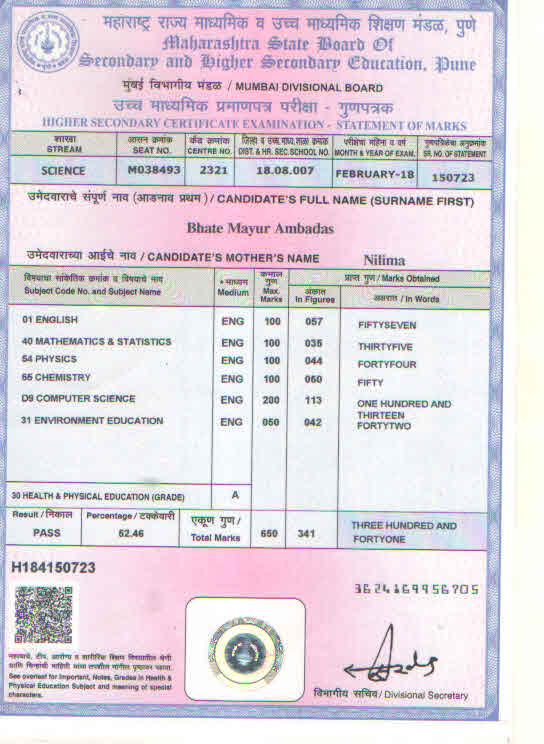 महाराष्ट्र राज्य माध्यमिक व उच्च माध्यमिक शिक्षण मंडळ, पुणे
Maharashtra State Board Of
Secondary and Higher Secondary Education, Pune
मुंबई विभागीय मंडळ / MUMBAI DIVISIONAL BOARD
उच्च माध्यमिक प्रमाणपत्र परीक्षा - गुणपत्रक
HIGHER SECONDARY CERTIFICATE EXAMINATION - STATEMENT OF MARKS
शाखा STREAM
आसन क्रमांक SEAT NO.
केंद्र क्रमांक CENTRE NO.
जिल्हा व उच्च.माध्य.शाळा क्रमांक DIST. & HR. SEC. SCHOOL NO.
परीक्षेचा महिना व वर्ष MONTH & YEAR OF EXAM.
गुणपत्रिकेचा अनुक्रमांक SR. NO. OF STATEMENT
SCIENCE M038493 2321 18.08.007 FEBRUARY-18 150723
उमेदवाराचे संपूर्ण नाव (आडनाव प्रथम) / CANDIDATE'S FULL NAME (SURNAME FIRST)
Bhate Mayur Ambadas
उमेदवाराच्या आईचे नाव / CANDIDATE'S MOTHER'S NAME Nilima
विषयाचा सांकेतिक क्रमांक व विषयाचे नाव
Subject Code No. and Subject Name
माध्यम Medium
कमाल गुण Max. Marks
प्राप्त गुण / Marks Obtained
अंकात In Figures
अक्षरात / In Words
01 ENGLISH ENG 100 057 FIFTYSEVEN
40 MATHEMATICS & STATISTICS ENG 100 035 THIRTYFIVE
54 PHYSICS ENG 100 044 FORTYFOUR
55 CHEMISTRY ENG 100 050 FIFTY
D9 COMPUTER SCIENCE ENG 200 113 ONE HUNDRED AND
THIRTEEN
31 ENVIRONMENT EDUCATION ENG 050 042 FORTYTWO
30 HEALTH & PHYSICAL EDUCATION (GRADE) A
Result / निकाल Percentage / टक्केवारी एकूण गुण /
PASS 52.46 Total Marks 650 341 THREE HUNDRED AND
FORTYONE
H184150723
3624169956705
See overleaf for Important, Notes, Grades in Health &
Physical Education Subject and meaning of special
characters.
विभागीय सचिव / Divisional Secretary